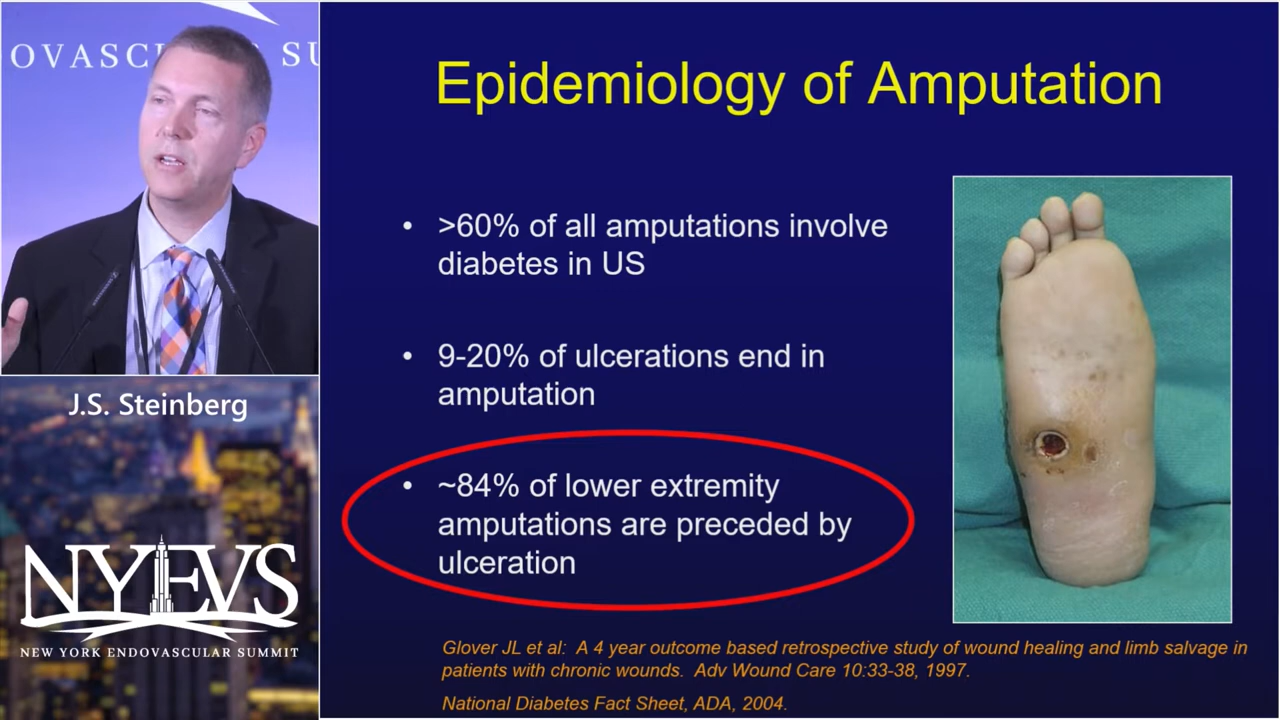 OVASC S SU
Epidemiology of Amputation
• >60% of all amputations involve
diabetes in US
• 9-20% of ulcerations end in
amputation
• ~84% of lower extremity
amputations are preceded by
ulceration
J.S. Steinberg
NYEVS
NEW YORK ENDOVASCULAR SUMMIT
Glover JL et al: A 4 year outcome based retrospective study of wound healing and limb salvage in
patients with chronic wounds. Adv Wound Care 10:33-38, 1997.
National Diabetes Fact Sheet, ADA, 2004.